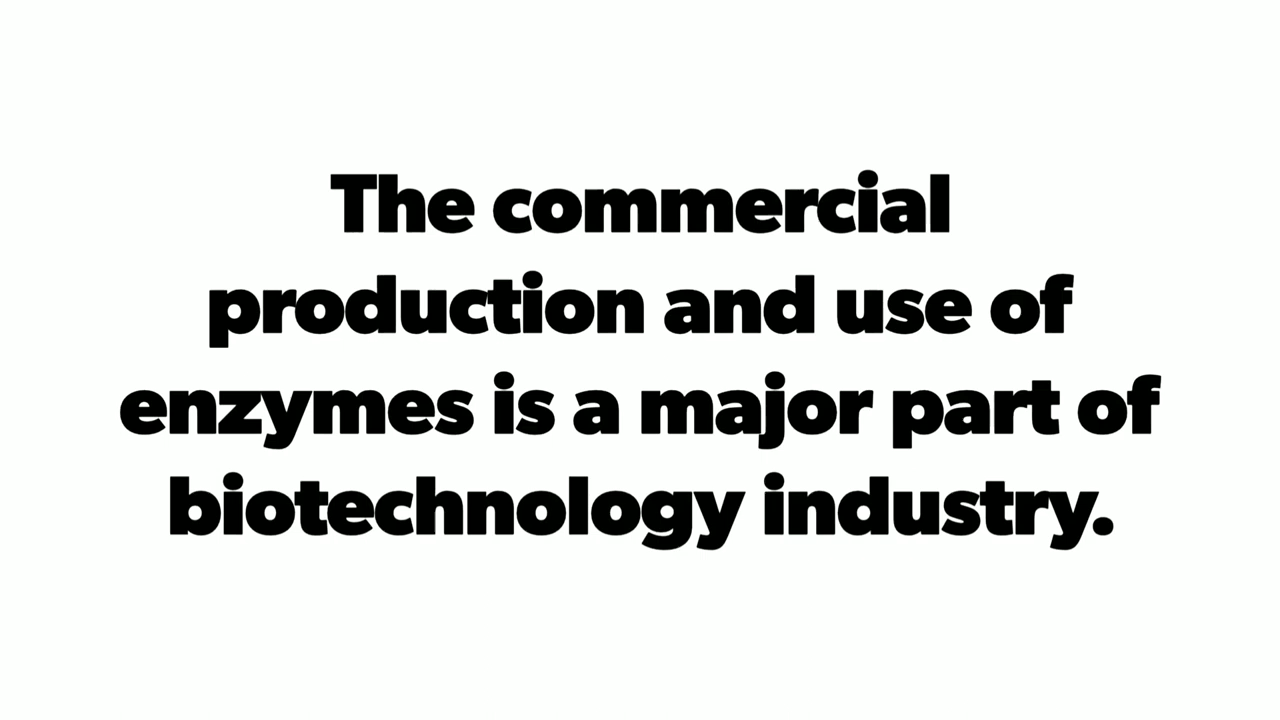 The commercial
production and use of
enzymes is a major part of
biotechnology industry.